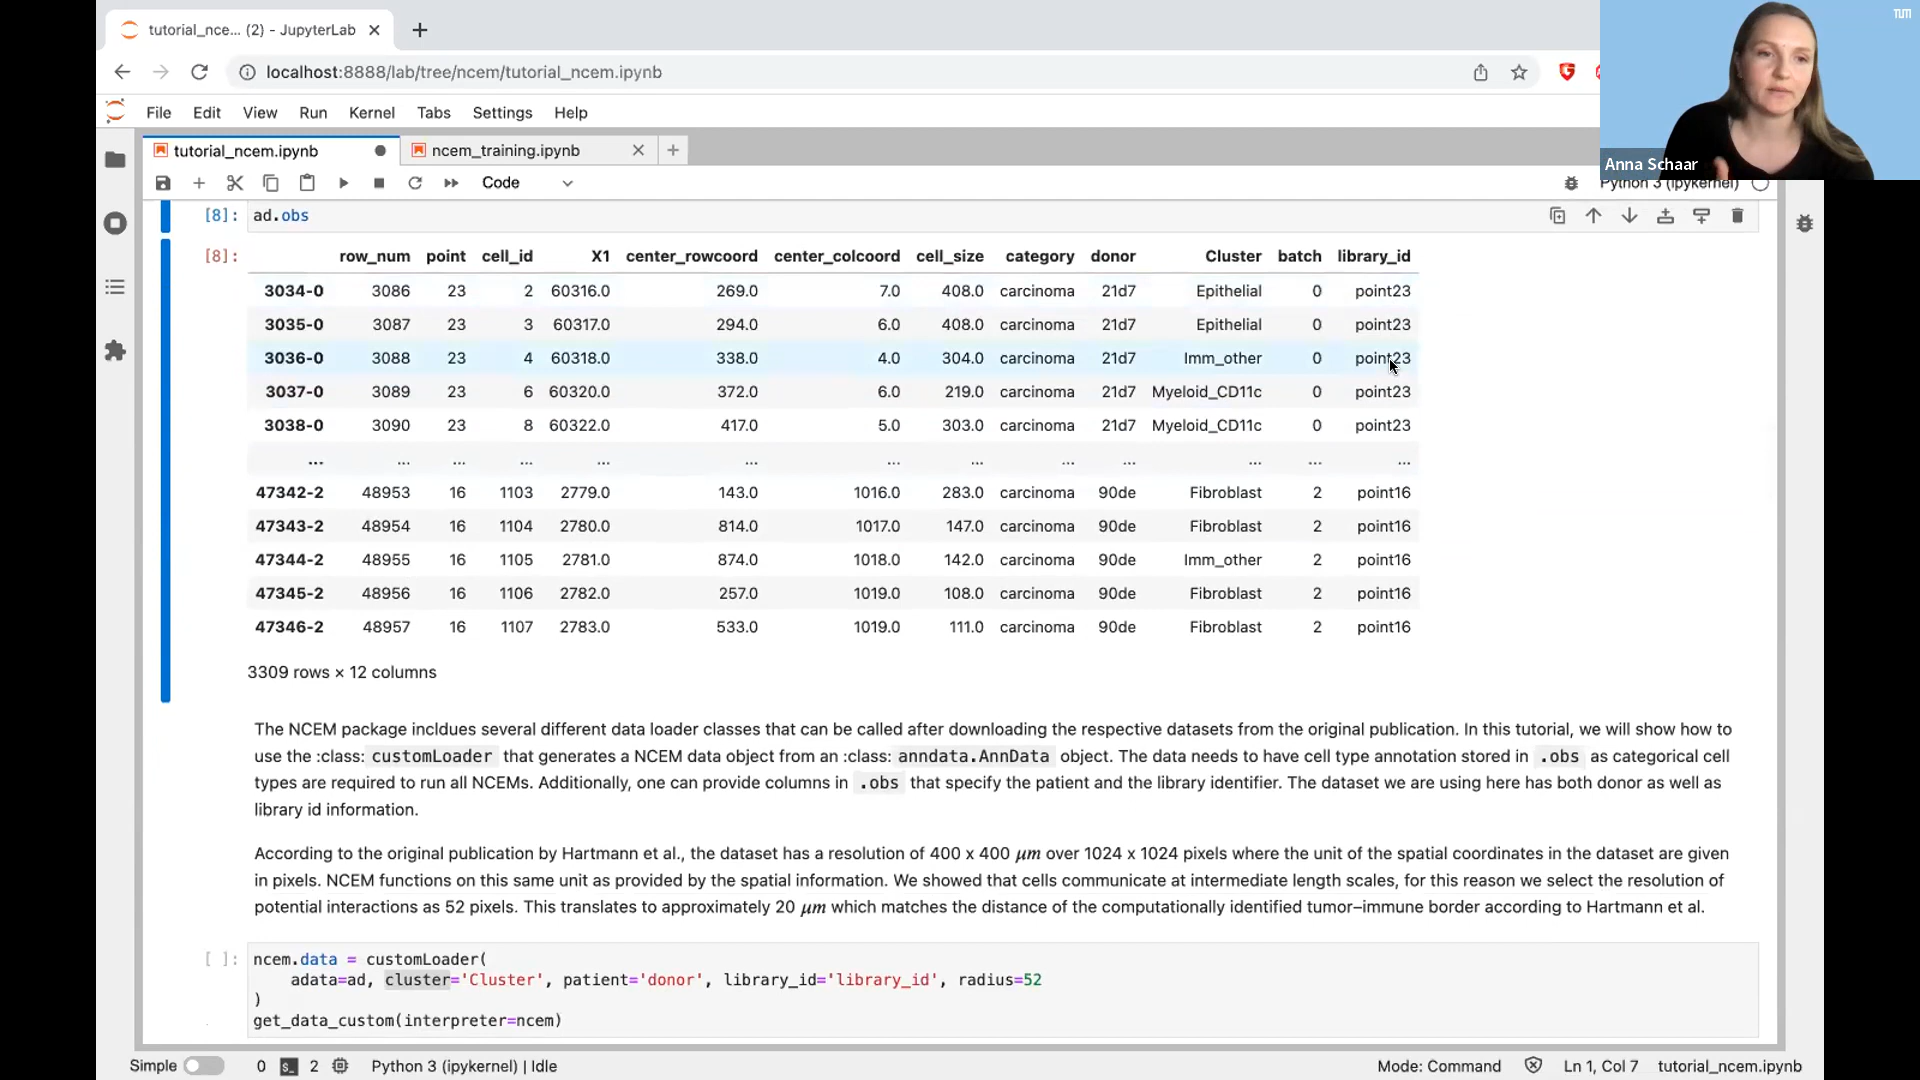 tutorial_nce... (2) - JupyterLab
TUM
localhost:8888/lab/tree/ncem/tutorial_ncem.ipynb
File Edit View Run Kernel Tabs Settings Help
tutorial_ncem.ipynb
ncem_training.ipynb
Anna Schaar
Code
Python 3 (ipykernel)
[8]: ad.obs
[8]: row_num point cell_id X1 center_rowcoord center_colcoord cell_size category donor Cluster batch library_id
3034-0 3086 23 2 60316.0 269.0 7.0 408.0 carcinoma 21d7 Epithelial 0 point23
3035-0 3087 23 3 60317.0 294.0 6.0 408.0 carcinoma 21d7 Epithelial 0 point23
3036-0 3088 23 4 60318.0 338.0 4.0 304.0 carcinoma 21d7 Imm_other 0 point23
3037-0 3089 23 6 60320.0 372.0 6.0 219.0 carcinoma 21d7 Myeloid_CD11c 0 point23
3038-0 3090 23 8 60322.0 417.0 5.0 303.0 carcinoma 21d7 Myeloid_CD11c 0 point23
... ... ... ... ... ... ... ... ... ... ... ... ...
47342-2 48953 16 1103 2779.0 143.0 1016.0 283.0 carcinoma 90de Fibroblast 2 point16
47343-2 48954 16 1104 2780.0 814.0 1017.0 147.0 carcinoma 90de Fibroblast 2 point16
47344-2 48955 16 1105 2781.0 874.0 1018.0 142.0 carcinoma 90de Imm_other 2 point16
47345-2 48956 16 1106 2782.0 257.0 1019.0 108.0 carcinoma 90de Fibroblast 2 point16
47346-2 48957 16 1107 2783.0 533.0 1019.0 111.0 carcinoma 90de Fibroblast 2 point16
3309 rows × 12 columns
The NCEM package incldues several different data loader classes that can be called after downloading the respective datasets from the original publication. In this tutorial, we will show how to
use the :class: customLoader that generates a NCEM data object from an :class: anndata.AnnData object. The data needs to have cell type annotation stored in .obs as categorical cell
types are required to run all NCEMs. Additionally, one can provide columns in .obs that specify the patient and the library identifier. The dataset we are using here has both donor as well as
library id information.
According to the original publication by Hartmann et al., the dataset has a resolution of 400 x 400 μm over 1024 x 1024 pixels where the unit of the spatial coordinates in the dataset are given
in pixels. NCEM functions on this same unit as provided by the spatial information. We showed that cells communicate at intermediate length scales, for this reason we select the resolution of
potential interactions as 52 pixels. This translates to approximately 20 μm which matches the distance of the computationally identified tumor–immune border according to Hartmann et al.
[ ]: ncem.data = customLoader(
adata=ad, cluster='Cluster', patient='donor', library_id='library_id', radius=52
)
get_data_custom(interpreter=ncem)
Simple 0 2 Python 3 (ipykernel) | Idle Mode: Command Ln 1, Col 7 tutorial_ncem.ipynb